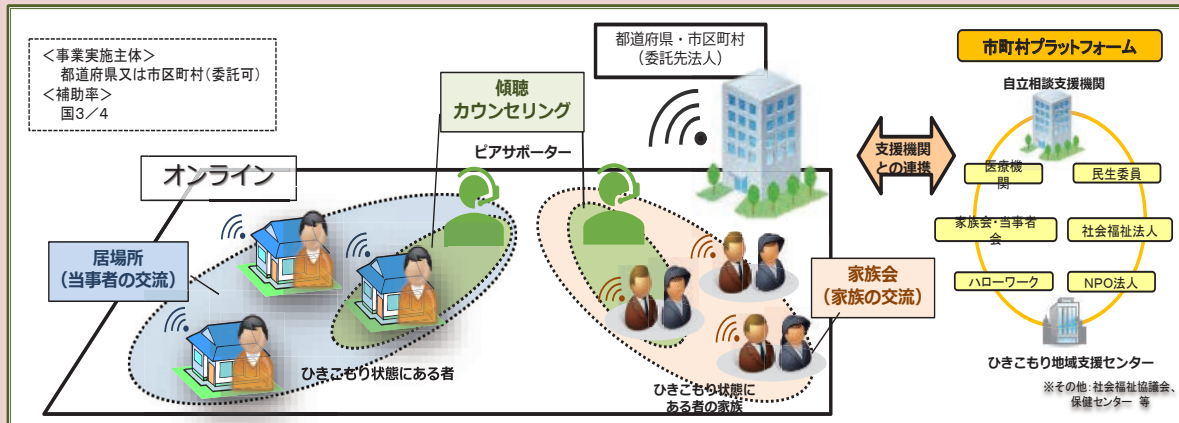 ＜事業実施主体＞
都道府県又は市区町村（委託可）
＜補助率＞
国３／４
都道府県・市区町村
（委託先法人）
市町村プラットフォーム
自立相談支援機関
傾聴
カウンセリング
ピアサポーター
支援機関
との連携
医療機
関
民生委員
オンライン
家族会・当事者
会
社会福祉法人
居場所
（当事者の交流）
家族会
（家族の交流）
ハローワーク
NPO法人
ひきこもり状態にある者
ひきこもり状態に
ある者の家族
ひきこもり地域支援センター
※その他：社会福祉協議会、
保健センター 等